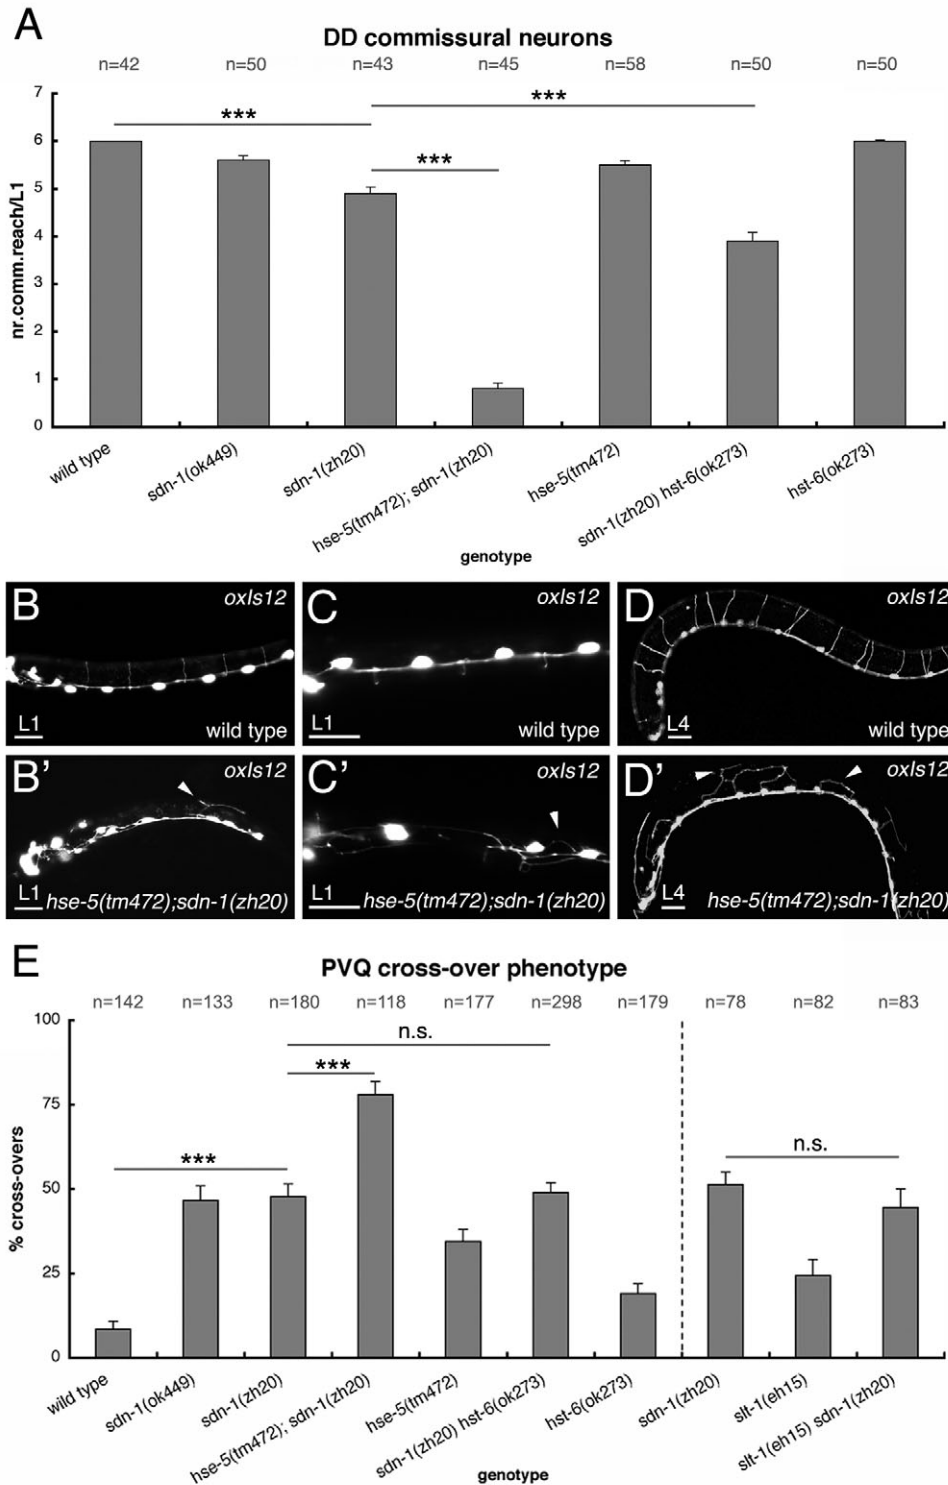 A
DD commissural neurons
n=42 n=50 n=43 n=45 n=58 n=50 n=50
nr.comm.reach/L1
7
6
5
4
3
2
1
0
***
***
***
wild type
sdn-1(ok449)
sdn-1(zh20)
hse-5(tm472); sdn-1(zh20)
hse-5(tm472)
sdn-1(zh20) hst-6(ok273)
hst-6(ok273)
genotype
B
oxIs12
L1
wild type
C
oxIs12
L1
wild type
D
oxIs12
L4
wild type
B'
oxIs12
L1
hse-5(tm472);sdn-1(zh20)
C'
oxIs12
L1
hse-5(tm472);sdn-1(zh20)
D'
oxIs12
L4
hse-5(tm472);sdn-1(zh20)
E
PVQ cross-over phenotype
n=142 n=133 n=180 n=118 n=177 n=298 n=179 n=78 n=82 n=83
% cross-overs
100
75
50
25
0
n.s.
***
***
n.s.
wild type
sdn-1(ok449)
sdn-1(zh20)
hse-5(tm472); sdn-1(zh20)
hse-5(tm472)
sdn-1(zh20) hst-6(ok273)
hst-6(ok273)
sdn-1(zh20)
slt-1(eh15)
slt-1(eh15) sdn-1(zh20)
genotype